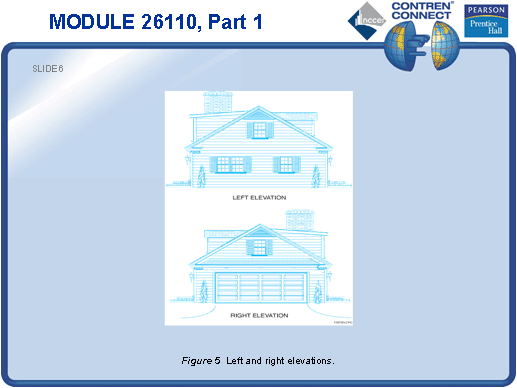 MODULE 26110, Part 1
nccer
CONTREN®
CONNECT
PEARSON
Prentice
Hall
SLIDE 6
LEFT ELEVATION
RIGHT ELEVATION
Figure 5 Left and right elevations.